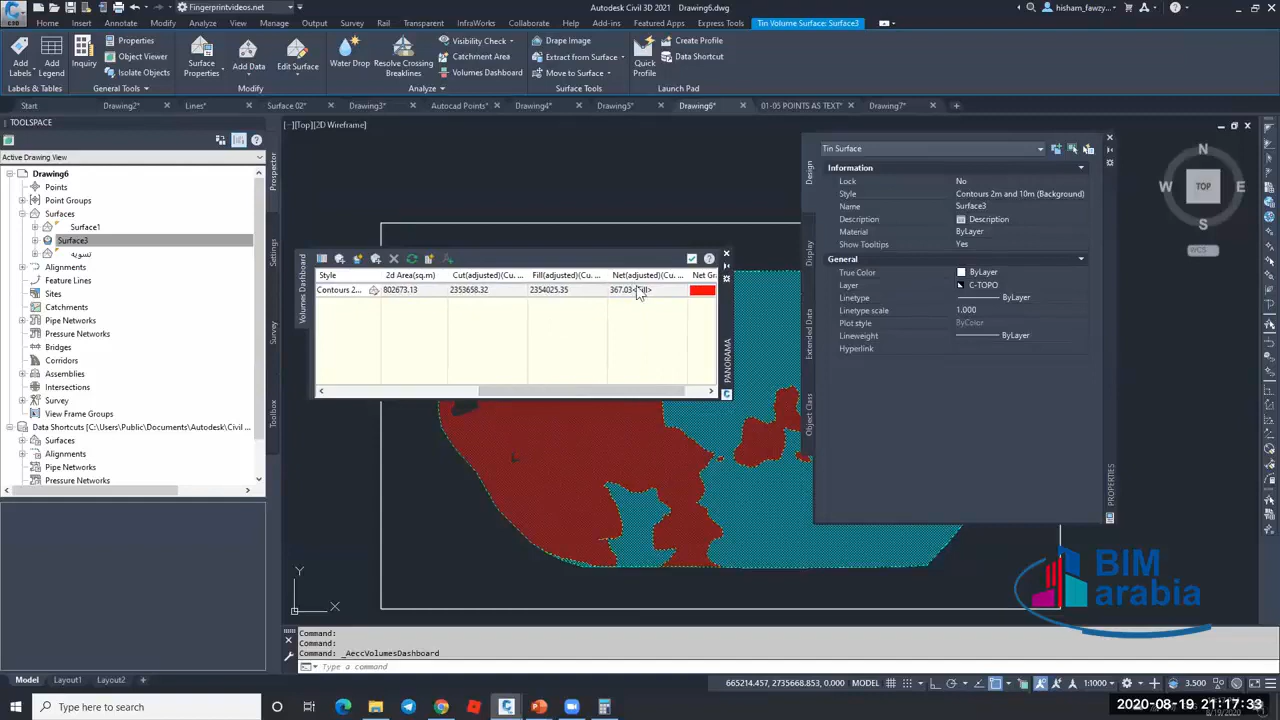 Fingerprintvideos.net
Autodesk Civil 3D 2021 Drawing6.dwg
hisham_fawzy...
Home Insert Annotate Modify Analyze View Manage Output Survey Rail Transparent InfraWorks Collaborate Help Add-ins Featured Apps Express Tools Tin Volume Surface: Surface3
Add Labels
Add Legend
Inquiry
Properties
Object Viewer
Isolate Objects
Surface Properties
Add Data
Edit Surface
Water Drop
Resolve Crossing Breaklines
Visibility Check
Catchment Area
Volumes Dashboard
Drape Image
Extract from Surface
Move to Surface
Quick Profile
Create Profile
Data Shortcut
Labels & Tables General Tools Modify Analyze Surface Tools Launch Pad
Start Drawing2* Lines* Surface 02* Drawing3* Autocad Points* Drawing4* Drawing5* Drawing6* 01-05 POINTS AS TEXT* Drawing7*
TOOLSPACE
Active Drawing View
Drawing6
Points
Point Groups
Surfaces
Surface1
Surface3
تسويه
Alignments
Feature Lines
Sites
Catchments
Pipe Networks
Pressure Networks
Bridges
Corridors
Assemblies
Intersections
Survey
View Frame Groups
Data Shortcuts [C:\Users\Public\Documents\Autodesk\Civil ...
Surfaces
Alignments
Pipe Networks
Pressure Networks
Prospector
Settings
Survey
Toolbox
[−][Top][2D Wireframe]
Volumes Dashboard
Style 2d Area(sq.m) Cut(adjusted)(Cu. ... Fill(adjusted)(Cu. ... Net(adjusted)(Cu. ... Net Gr
Contours 2... 802673.13 2353658.32 2354025.35 367.03<Fill>
PANORAMA
Tin Surface
Information
Lock No
Style Contours 2m and 10m (Background)
Name Surface3
Description Description
Material ByLayer
Show Tooltips Yes
General
True Color ByLayer
Layer C-TOPO
Linetype ByLayer
Linetype scale 1.000
Plot style ByColor
Lineweight ByLayer
Hyperlink
Design
Display
Extended Data
Object Class
PROPERTIES
N
W TOP E
S
WCS
Y
X
BIM
arabia
Command:
Command:
Command: _AeccVolumesDashboard
Type a command
Model Layout1 Layout2
665214.457, 2735668.853, 0.000 MODEL 1:1000 3.500
Type here to search
2020-08-19 21:17:33